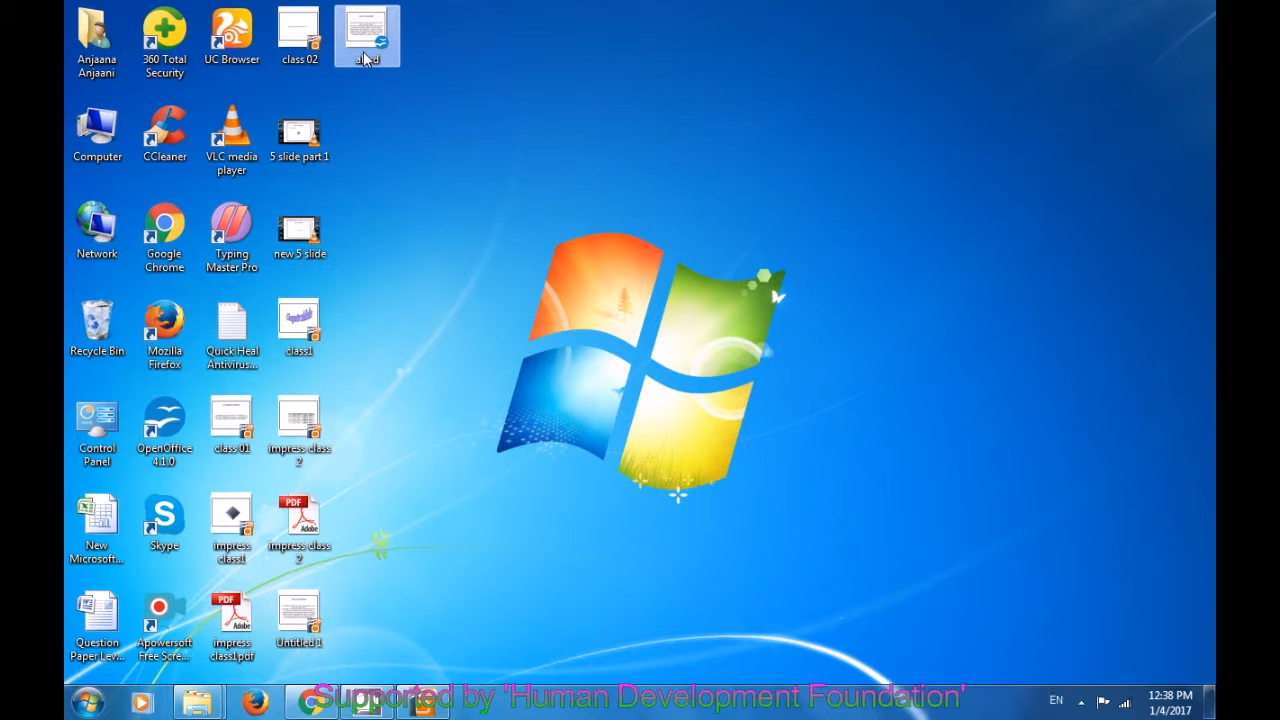 Anjaana
Anjaani
360 Total
Security
UC Browser
class 02
Computer
CCleaner
VLC media
player
5 slide part 1
Network
Google
Chrome
Typing
Master Pro
new 5 slide
Recycle Bin
Mozilla
Firefox
Quick Heal
Antivirus...
class1
Control
Panel
OpenOffice
4.1.0
class 01
impress class
2
New
Microsoft...
Skype
impress
class1
PDF
Adobe
impress class
2
Question
Paper Lev...
Apowersoft
Free Scre...
PDF
Adobe
impress
class1pdf
Untitled 1
Supported by 'Human Development Foundation'
EN
12:38 PM
1/4/2017